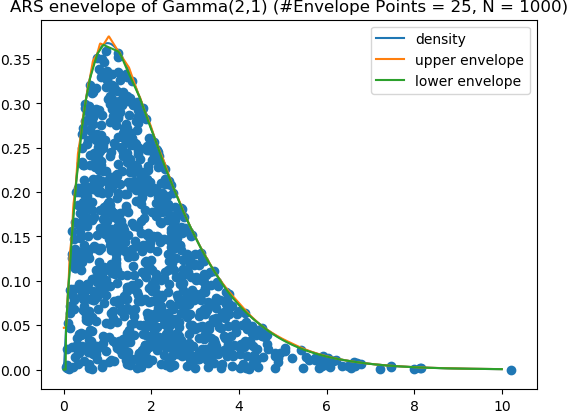 ARS enevelope of Gamma(2,1) (#Envelope Points = 25, N = 1000)
density
upper envelope
lower envelope
0.35
0.30
0.25
0.20
0.15
0.10
0.05
0.00
0 2 4 6 8 10